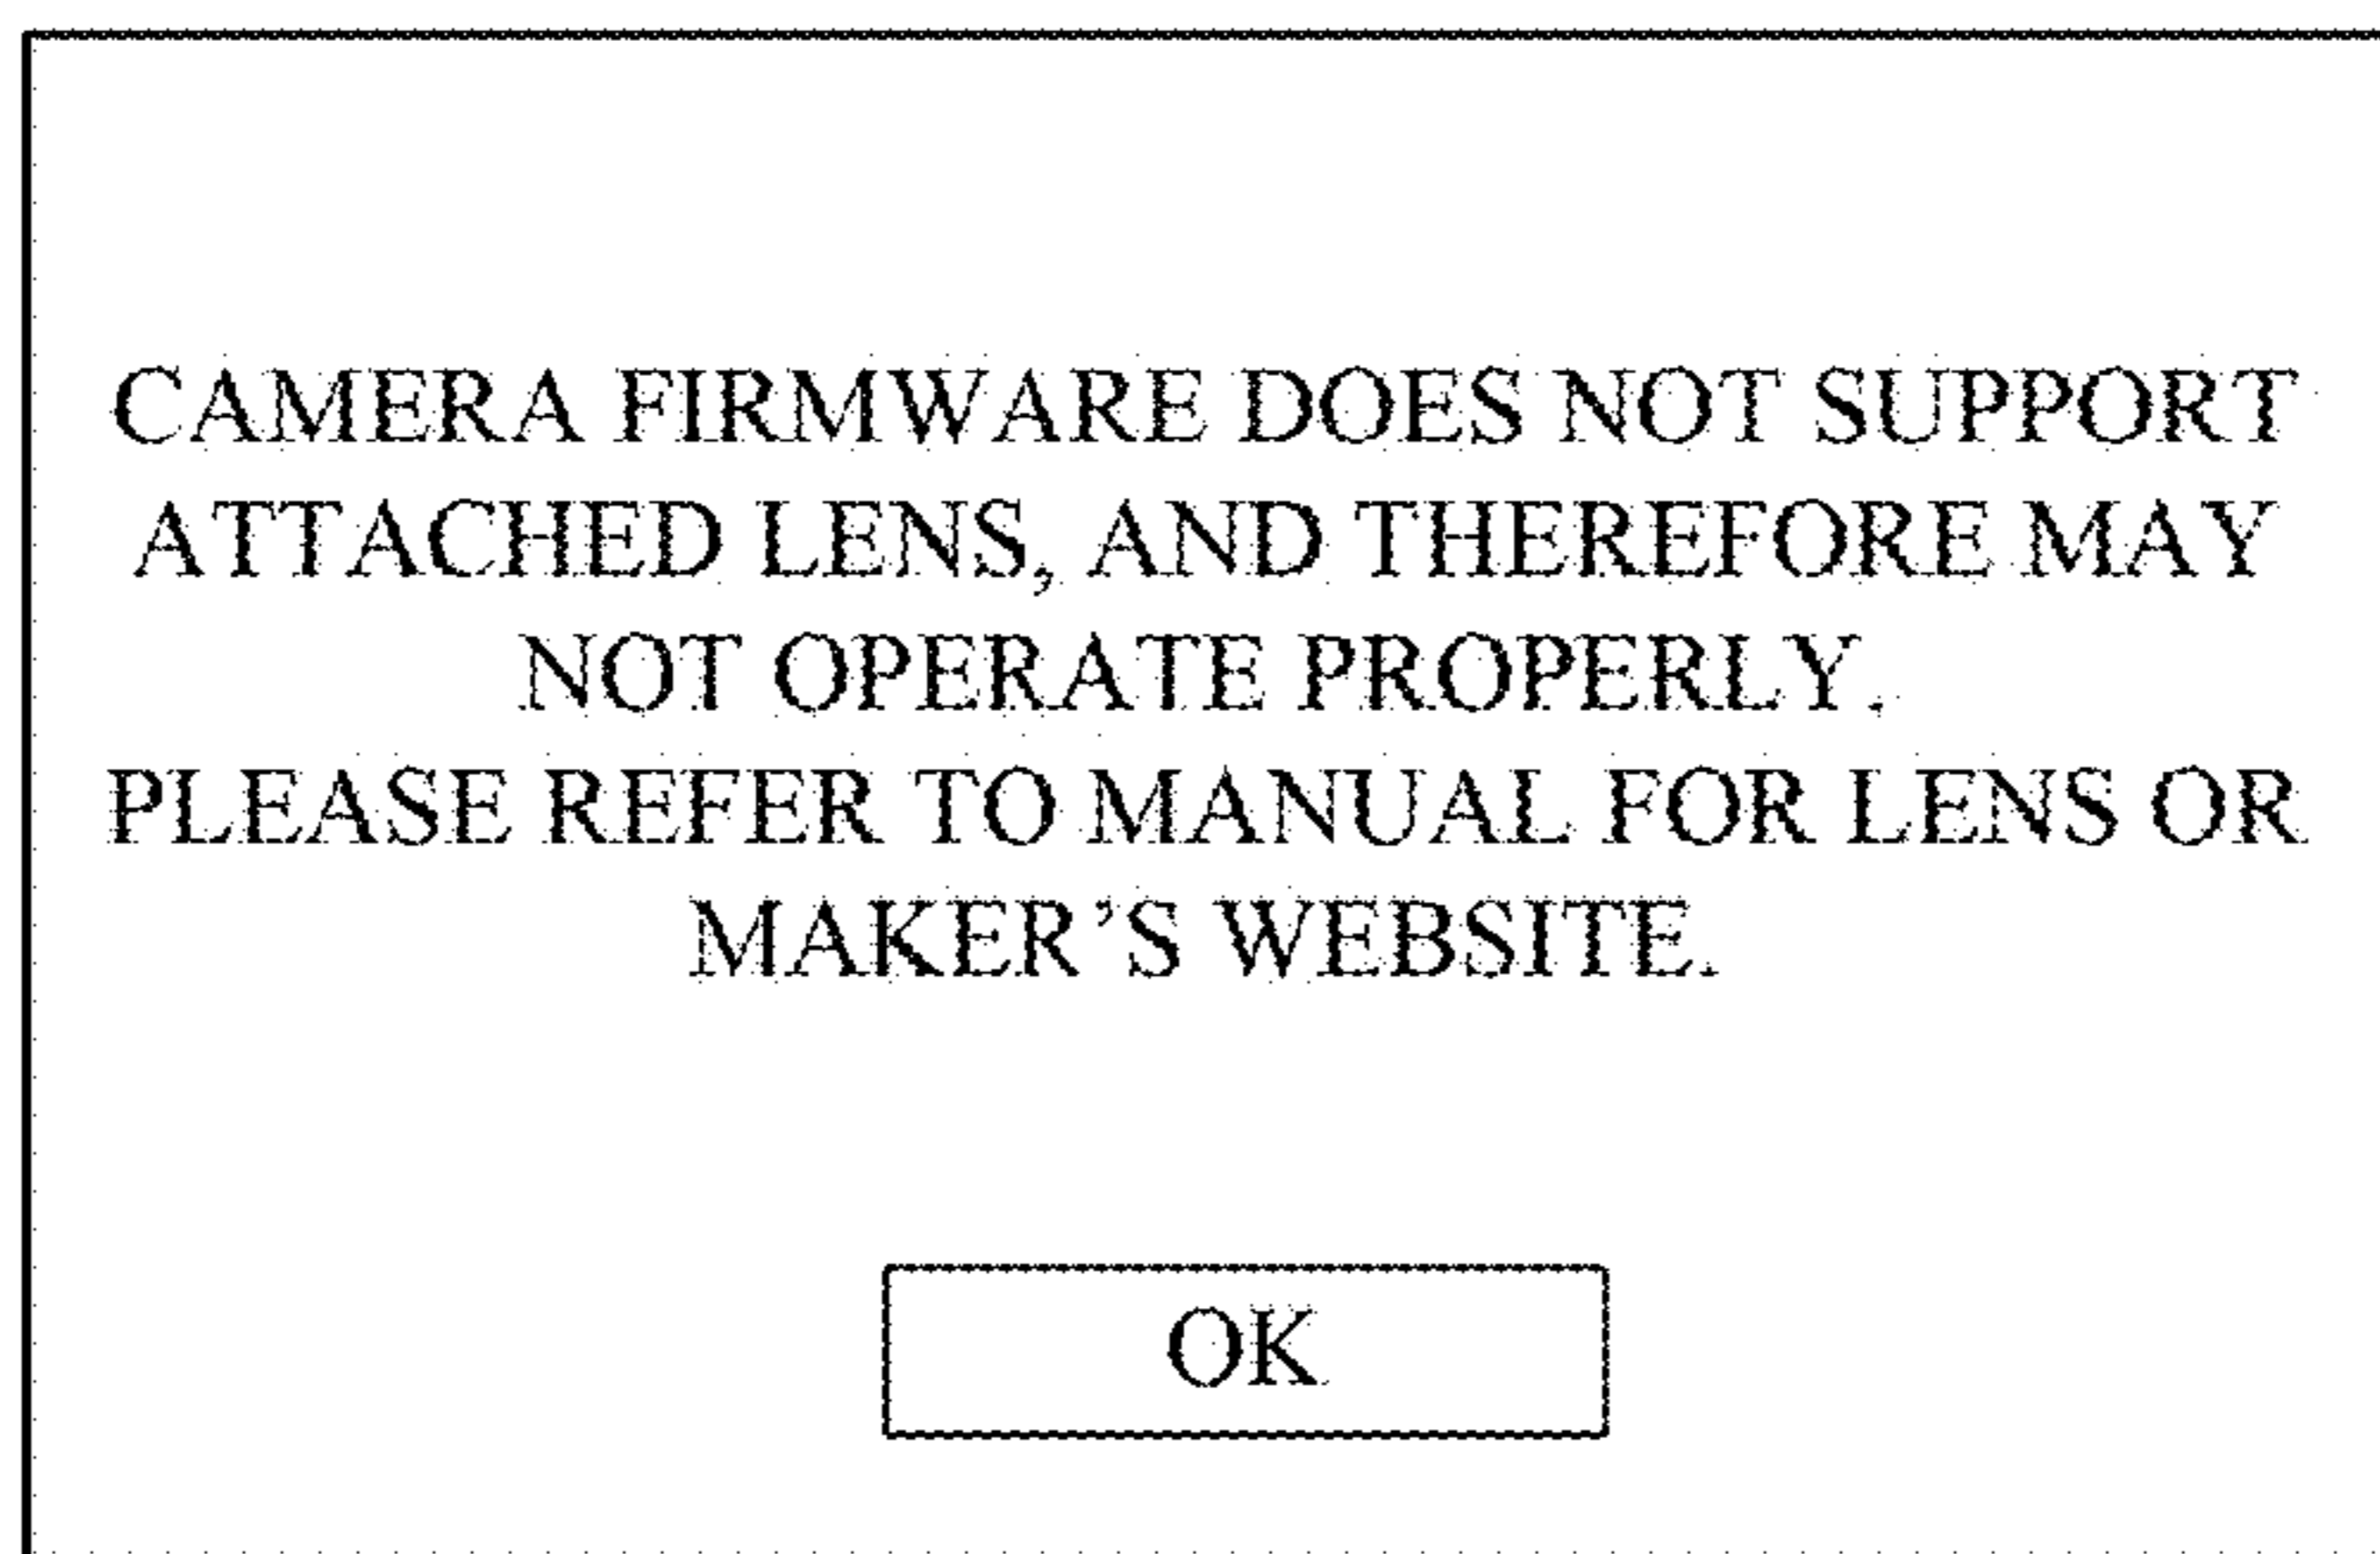 CAMERA FIRMWARE DOES NOT SUPPORT
ATTACHED LENS, AND THEREFORE MAY
NOT OPERATE PROPERLY.
PLEASE REFER TO MANUAL FOR LENS OR
MAKER'S WEBSITE.
OK